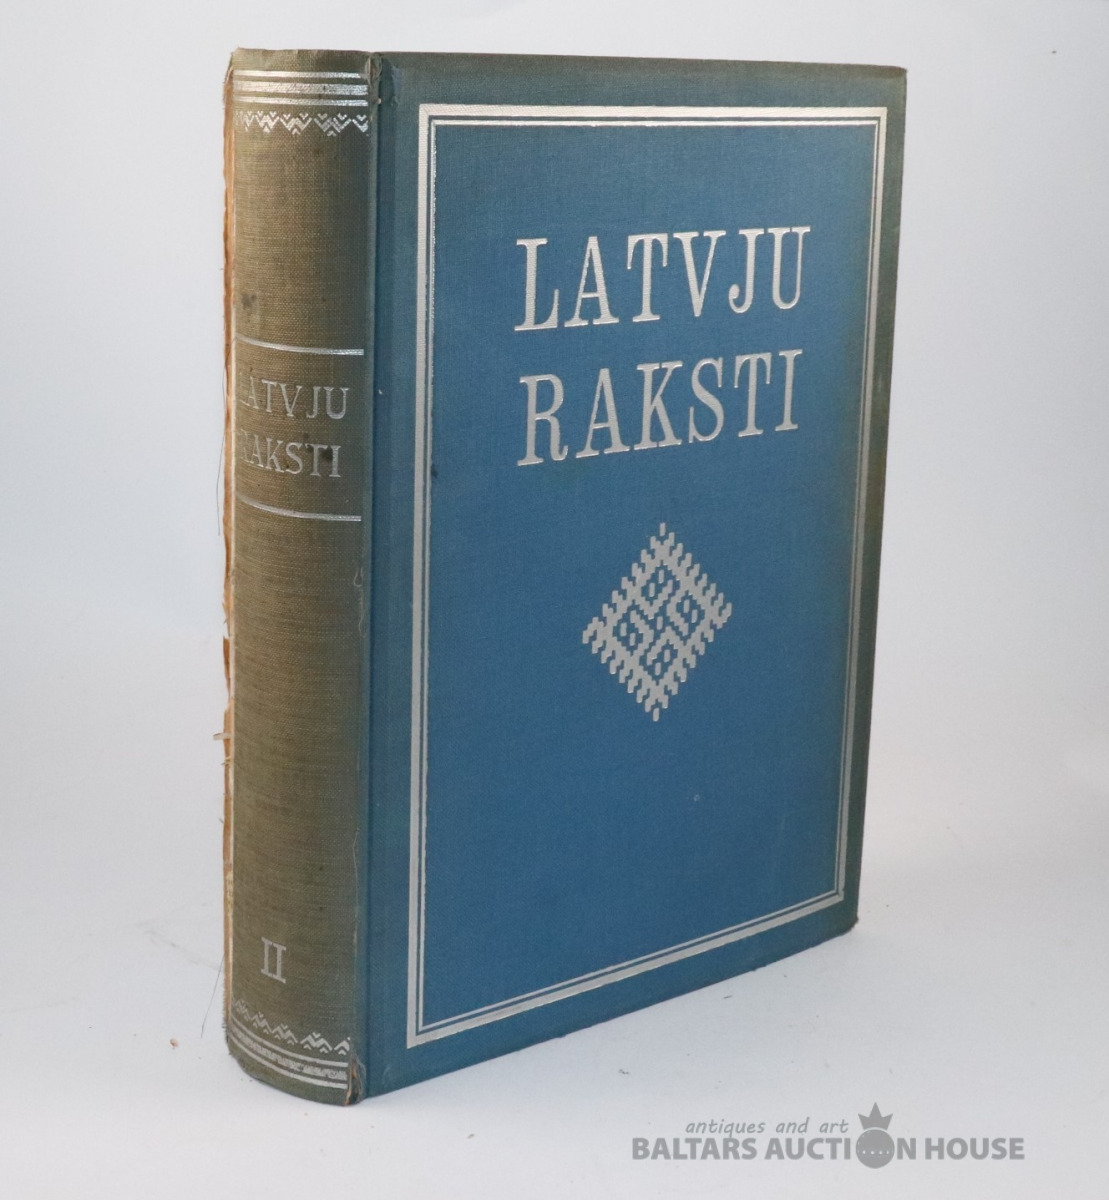 LATVJU
RAKSTI
LATVJU
RAKSTI
II
antiques and art
BALTARS AUCTION HOUSE